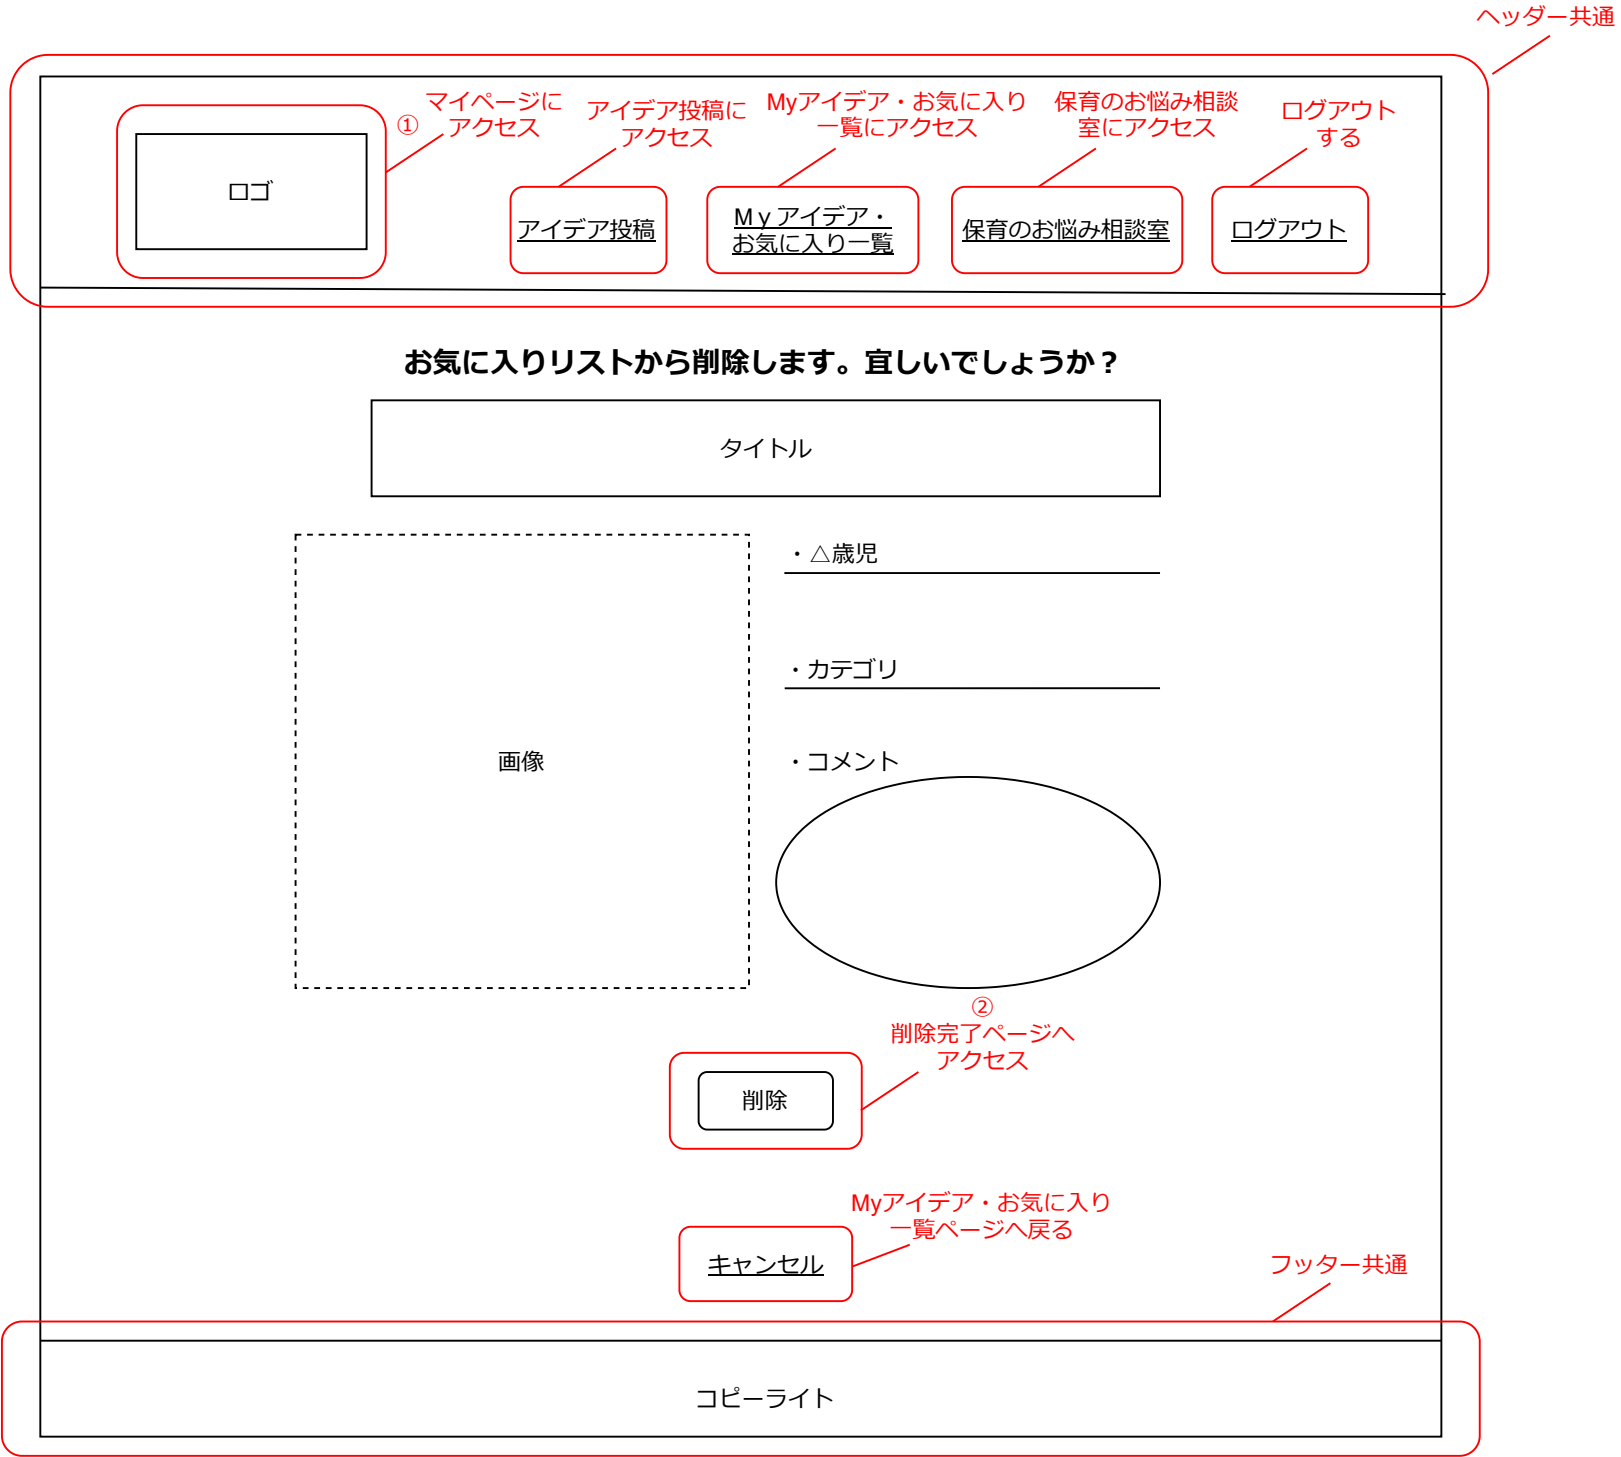 ヘッダー共通
①
マイページに
アクセス
アイデア投稿に
アクセス
Myアイデア・お気に入り
一覧にアクセス
保育のお悩み相談
室にアクセス
ログアウト
する
ロゴ
アイデア投稿
Ｍｙアイデア・
お気に入り一覧
保育のお悩み相談室
ログアウト
お気に入りリストから削除します。宜しいでしょうか？
タイトル
・△歳児
・カテゴリ
画像
・コメント
②
削除完了ページへ
アクセス
削除
Myアイデア・お気に入り
一覧ページへ戻る
キャンセル
フッター共通
コピーライト